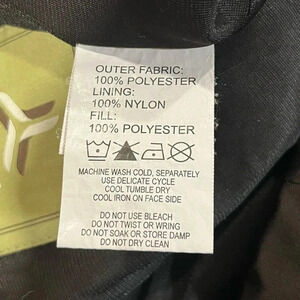 OUTER FABRIC:
100% POLYESTER
LINING:
100% NYLON
FILL:
100% POLYESTER
MACHINE WASH COLD, SEPARATELY
USE DELICATE CYCLE
COOL TUMBLE DRY
COOL IRON ON FACE SIDE
DO NOT USE BLEACH
DO NOT TWIST OR WRING
DO NOT SOAK OR STORE DAMP
DO NOT DRY CLEAN